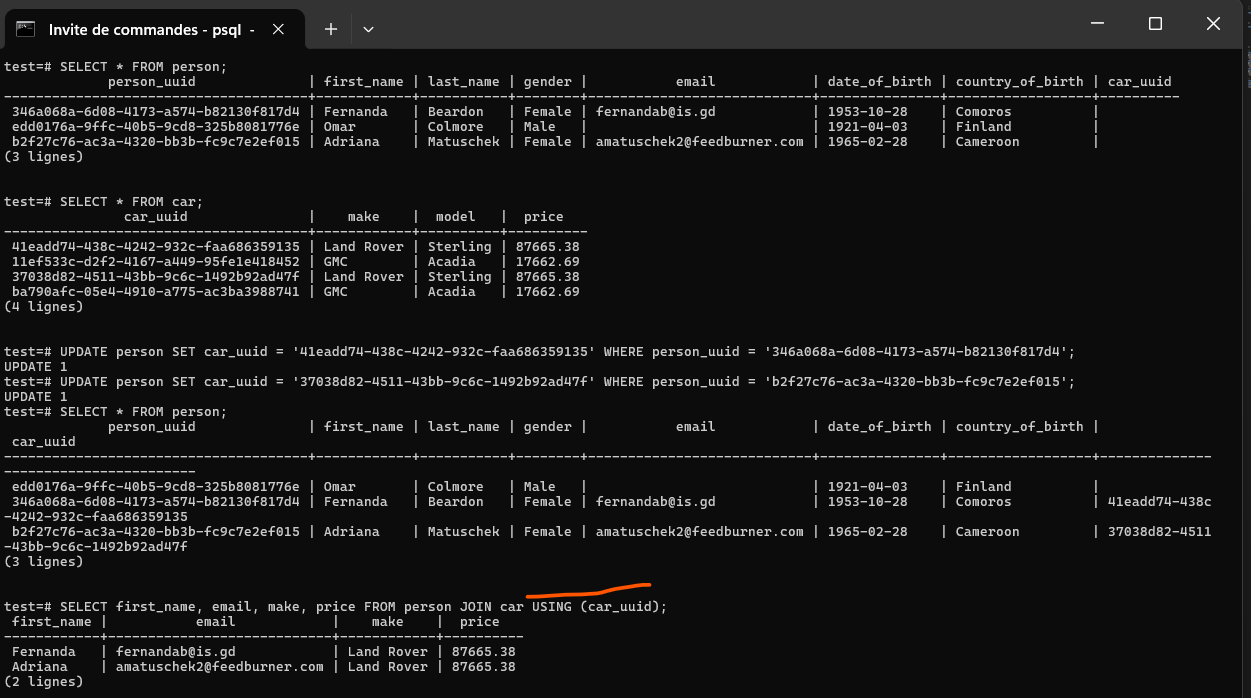 Invite de commandes - psql -
test=# SELECT * FROM person;
             person_uuid              | first_name | last_name | gender |           email            | date_of_birth | country_of_birth | car_uuid
--------------------------------------+------------+-----------+--------+----------------------------+---------------+------------------+----------
 346a068a-6d08-4173-a574-b82130f817d4 | Fernanda   | Beardon   | Female | fernandab@is.gd            | 1953-10-28    | Comoros          |
 edd0176a-9ffc-40b5-9cd8-325b8081776e | Omar       | Colmore   | Male   |                            | 1921-04-03    | Finland          |
 b2f27c76-ac3a-4320-bb3b-fc9c7e2ef015 | Adriana    | Matuschek | Female | amatuschek2@feedburner.com | 1965-02-28    | Cameroon         |
(3 lignes)
test=# SELECT * FROM car;
               car_uuid               |    make    |  model   |  price
--------------------------------------+------------+----------+----------
 41eadd74-438c-4242-932c-faa686359135 | Land Rover | Sterling | 87665.38
 11ef533c-d2f2-4167-a449-95fe1e418452 | GMC        | Acadia   | 17662.69
 37038d82-4511-43bb-9c6c-1492b92ad47f | Land Rover | Sterling | 87665.38
 ba790afc-05e4-4910-a775-ac3ba3988741 | GMC        | Acadia   | 17662.69
(4 lignes)
test=# UPDATE person SET car_uuid = '41eadd74-438c-4242-932c-faa686359135' WHERE person_uuid = '346a068a-6d08-4173-a574-b82130f817d4';
UPDATE 1
test=# UPDATE person SET car_uuid = '37038d82-4511-43bb-9c6c-1492b92ad47f' WHERE person_uuid = 'b2f27c76-ac3a-4320-bb3b-fc9c7e2ef015';
UPDATE 1
test=# SELECT * FROM person;
             person_uuid              | first_name | last_name | gender |           email            | date_of_birth | country_of_birth |
 car_uuid
--------------------------------------+------------+-----------+--------+----------------------------+---------------+------------------+-------------
------------------------
 edd0176a-9ffc-40b5-9cd8-325b8081776e | Omar       | Colmore   | Male   |                            | 1921-04-03    | Finland          |
 346a068a-6d08-4173-a574-b82130f817d4 | Fernanda   | Beardon   | Female | fernandab@is.gd            | 1953-10-28    | Comoros          | 41eadd74-438c
-4242-932c-faa686359135
 b2f27c76-ac3a-4320-bb3b-fc9c7e2ef015 | Adriana    | Matuschek | Female | amatuschek2@feedburner.com | 1965-02-28    | Cameroon         | 37038d82-4511
-43bb-9c6c-1492b92ad47f
(3 lignes)
test=# SELECT first_name, email, make, price FROM person JOIN car USING (car_uuid);
 first_name |           email            |    make    |  price
------------+----------------------------+------------+----------
 Fernanda   | fernandab@is.gd            | Land Rover | 87665.38
 Adriana    | amatuschek2@feedburner.com | Land Rover | 87665.38
(2 lignes)